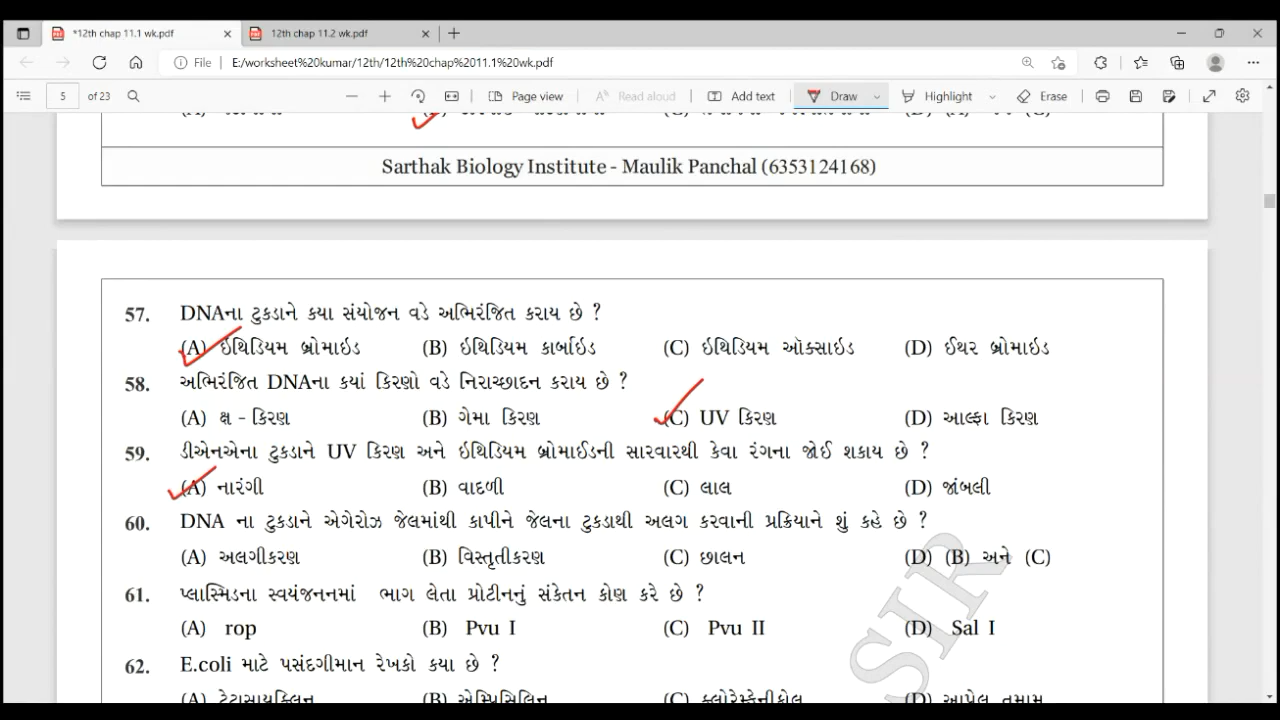 *12th chap 11.1 wk.pdf
12th chap 11.2 wk.pdf
File E:/worksheet%20kumar/12th/12th%20chap%2011.1%20wk.pdf
5 of 23
Page view
Read aloud
Add text
Draw
Highlight
Erase
Sarthak Biology Institute - Maulik Panchal (6353124168)
57. DNAના ટુકડાને કયા સંયોજન વડે અભિરંજિત કરાય છે ?
(A) ઇથિડિયમ બ્રોમાઇડ (B) ઇથિડિયમ કાર્બાઇડ (C) ઇથિડિયમ ઑક્સાઇડ (D) ઈથર બ્રોમાઇડ
58. અભિરંજિત DNAના કયાં કિરણો વડે નિરાચ્છાદન કરાય છે ?
(A) ક્ષ - કિરણ (B) ગેમા કિરણ (C) UV કિરણ (D) આલ્ફા કિરણ
59. ડીએનએના ટુકડાને UV કિરણ અને ઇથિડિયમ બ્રોમાઈડની સારવારથી કેવા રંગના જોઈ શકાય છે ?
(A) નારંગી (B) વાદળી (C) લાલ (D) જાંબલી
60. DNA ના ટુકડાને એગેરોઝ જેલમાંથી કાપીને જેલના ટુકડાથી અલગ કરવાની પ્રક્રિયાને શું કહે છે ?
(A) અલગીકરણ (B) વિસ્તૃતીકરણ (C) છાલન (D) (B) અને (C)
61. પ્લાસ્મિડના સ્વયંજનનમાં ભાગ લેતા પ્રોટીનનું સંકેતન કોણ કરે છે ?
(A) rop (B) Pvu I (C) Pvu II (D) Sal I
62. E.coli માટે પસંદગીમાન રેખકો કયા છે ?
(A) ટેટ્રાસાયક્લિન (B) એમ્પિસિલિન (C) ક્લોરેમ્ફેનીકોલ (D) આપેલ તમામ
SIR